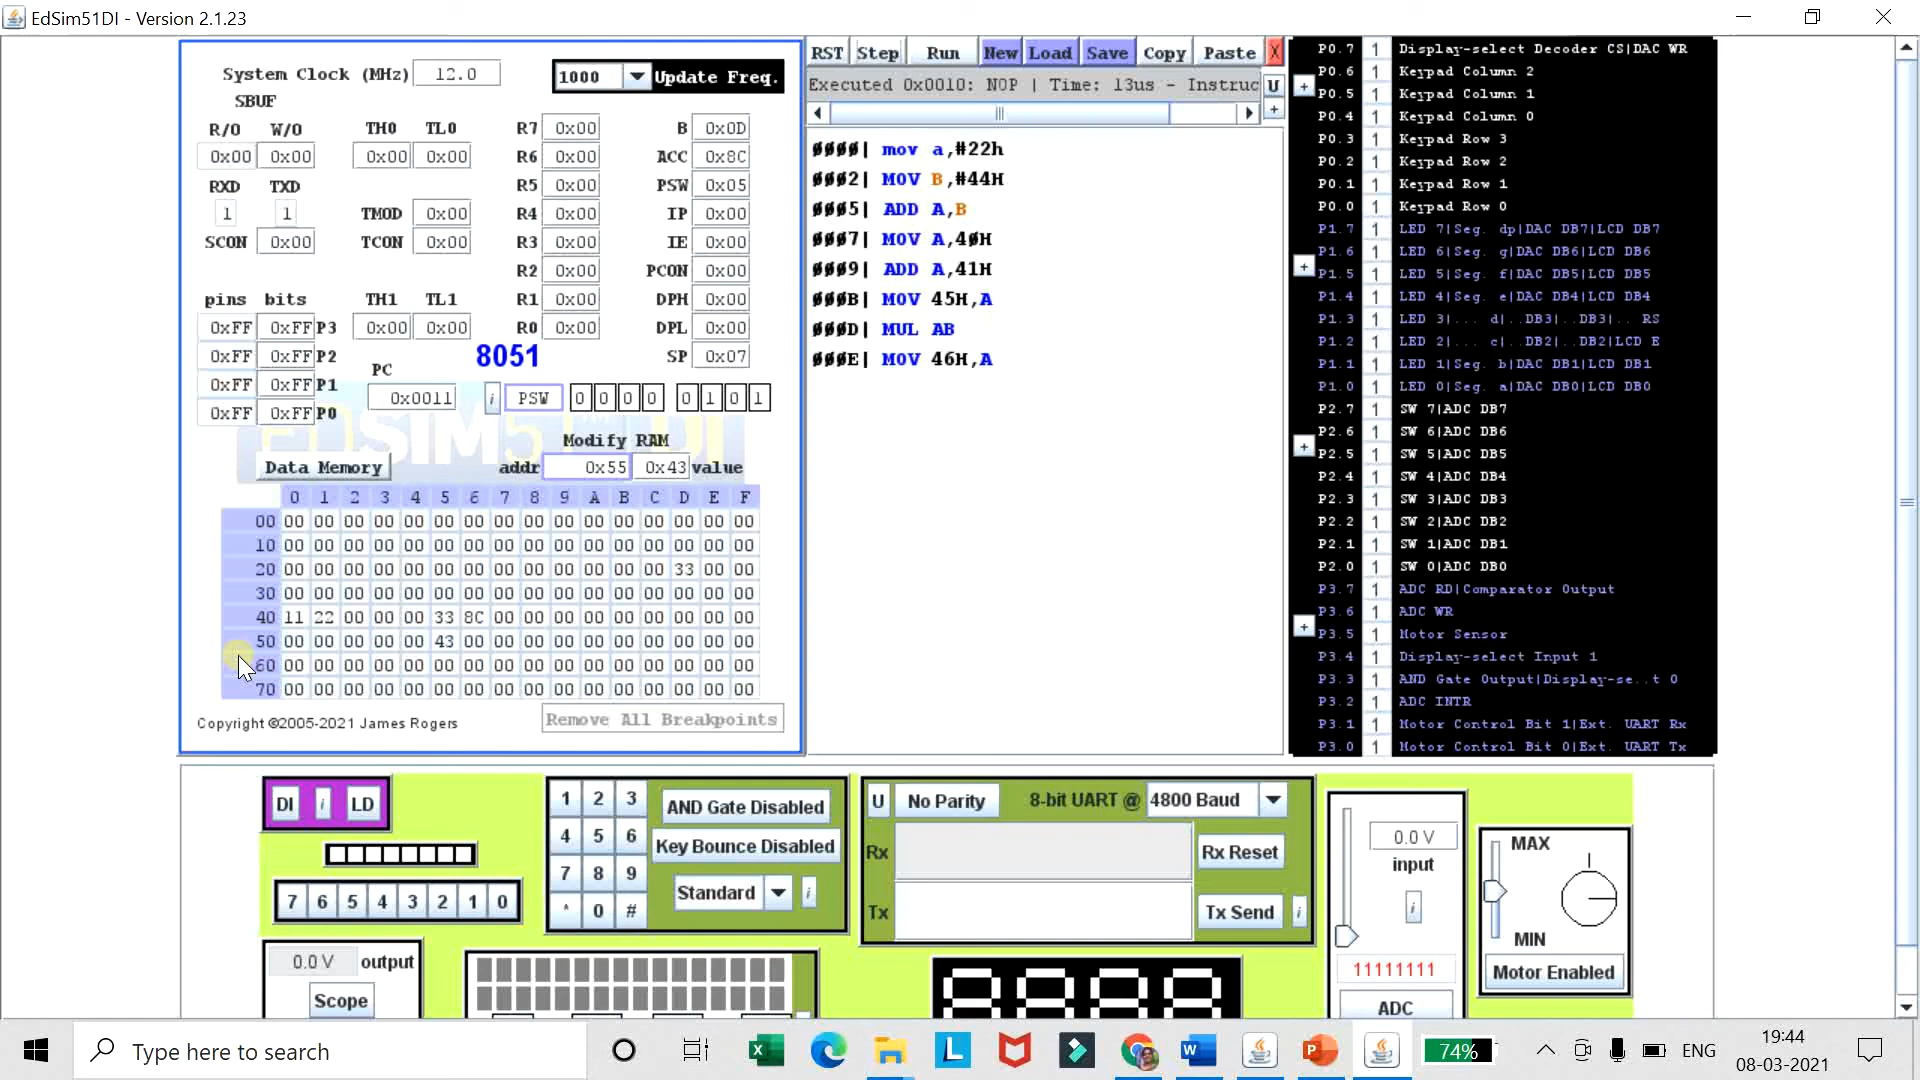 EdSim51DI - Version 2.1.23
System Clock (MHz) 12.0 1000 Update Freq.
SBUF
R/O W/O TH0 TL0 R7 0x00 B 0x0D
0x00 0x00 0x00 0x00 R6 0x00 ACC 0x8C
RXD TXD R5 0x00 PSW 0x05
1 1 TMOD 0x00 R4 0x00 IP 0x00
SCON 0x00 TCON 0x00 R3 0x00 IE 0x00
R2 0x00 PCON 0x00
pins bits TH1 TL1 R1 0x00 DPH 0x00
0xFF 0xFF P3 0x00 0x00 R0 0x00 DPL 0x00
0xFF 0xFF P2 8051 SP 0x07
0xFF 0xFF P1 PC 0x0011 i PSW 0 0 0 0 0 1 0 1
0xFF 0xFF P0
Modify RAM
Data Memory addr 0x55 0x43 value
0 1 2 3 4 5 6 7 8 9 A B C D E F
00 00 00 00 00 00 00 00 00 00 00 00 00 00 00 00 00
10 00 00 00 00 00 00 00 00 00 00 00 00 00 00 00 00
20 00 00 00 00 00 00 00 00 00 00 00 00 00 33 00 00
30 00 00 00 00 00 00 00 00 00 00 00 00 00 00 00 00
40 11 22 00 00 00 33 8C 00 00 00 00 00 00 00 00 00
50 00 00 00 00 00 43 00 00 00 00 00 00 00 00 00 00
60 00 00 00 00 00 00 00 00 00 00 00 00 00 00 00 00
70 00 00 00 00 00 00 00 00 00 00 00 00 00 00 00 00
Copyright ©2005-2021 James Rogers Remove All Breakpoints
RST Step Run New Load Save Copy Paste X
Executed 0x0010: NOP | Time: 13us - Instruc U
+
0000| mov a,#22h
0002| MOV B,#44H
0005| ADD A,B
0007| MOV A,40H
0009| ADD A,41H
000B| MOV 45H,A
000D| MUL AB
000E| MOV 46H,A
P0.7 1 Display-select Decoder CS|DAC WR
P0.6 1 Keypad Column 2
+ P0.5 1 Keypad Column 1
P0.4 1 Keypad Column 0
P0.3 1 Keypad Row 3
P0.2 1 Keypad Row 2
P0.1 1 Keypad Row 1
P0.0 1 Keypad Row 0
P1.7 1 LED 7|Seg. dp|DAC DB7|LCD DB7
P1.6 1 LED 6|Seg. g|DAC DB6|LCD DB6
+ P1.5 1 LED 5|Seg. f|DAC DB5|LCD DB5
P1.4 1 LED 4|Seg. e|DAC DB4|LCD DB4
P1.3 1 LED 3|... d|..DB3|..DB3|.. RS
P1.2 1 LED 2|... c|..DB2|..DB2|LCD E
P1.1 1 LED 1|Seg. b|DAC DB1|LCD DB1
P1.0 1 LED 0|Seg. a|DAC DB0|LCD DB0
P2.7 1 SW 7|ADC DB7
P2.6 1 SW 6|ADC DB6
+ P2.5 1 SW 5|ADC DB5
P2.4 1 SW 4|ADC DB4
P2.3 1 SW 3|ADC DB3
P2.2 1 SW 2|ADC DB2
P2.1 1 SW 1|ADC DB1
P2.0 1 SW 0|ADC DB0
P3.7 1 ADC RD|Comparator Output
P3.6 1 ADC WR
+ P3.5 1 Motor Sensor
P3.4 1 Display-select Input 1
P3.3 1 AND Gate Output|Display-se..t 0
P3.2 1 ADC INTR
P3.1 1 Motor Control Bit 1|Ext. UART Rx
P3.0 1 Motor Control Bit 0|Ext. UART Tx
DI i LD
7 6 5 4 3 2 1 0
0.0 V output
Scope
1 2 3 AND Gate Disabled
4 5 6 Key Bounce Disabled
7 8 9 Standard i
* 0 #
U No Parity 8-bit UART @ 4800 Baud
Rx Rx Reset
Tx Tx Send i
0.0 V
input
i
11111111
ADC
MAX
MIN
Motor Enabled
8888
Type here to search
74% ENG 19:44
08-03-2021